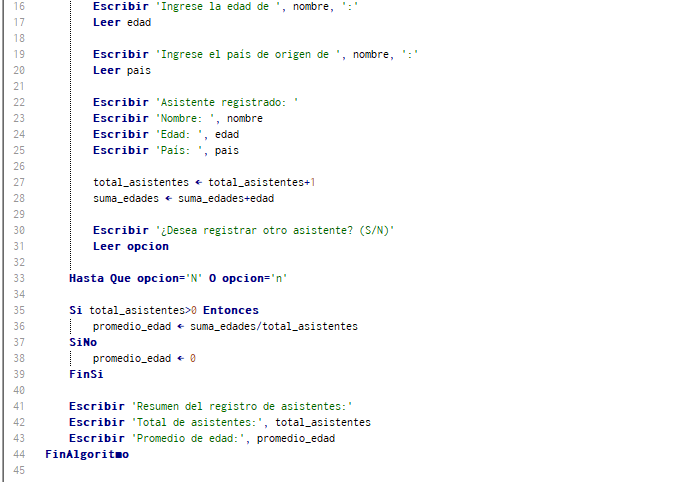 16 Escribir 'Ingrese la edad de ', nombre, ':'
17 Leer edad
18
19 Escribir 'Ingrese el pais de origen de ', nombre, ':'
20 Leer pais
21
22 Escribir 'Asistente registrado: '
23 Escribir 'Nombre: ', nombre
24 Escribir 'Edad: ', edad
25 Escribir 'Pais: ', pais
26
27 total_asistentes ← total_asistentes+1
28 suma_edades ← suma_edades+edad
29
30 Escribir '¿Desea registrar otro asistente? (S/N)'
31 Leer opcion
32
33 Hasta Que opcion='N' O opcion='n'
34
35 Si total_asistentes>0 Entonces
36 promedio_edad ← suma_edades/total_asistentes
37 SiNo
38 promedio_edad ← 0
39 FinSi
40
41 Escribir 'Resumen del registro de asistentes:'
42 Escribir 'Total de asistentes:', total_asistentes
43 Escribir 'Promedio de edad:', promedio_edad
44 FinAlgoritmo
45